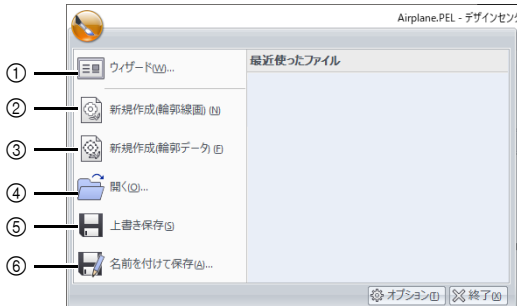 Airplane.PEL - デザインセンタ
最近使ったファイル
① ウィザード(W)...
② 新規作成(輪郭線画) (N)
③ 新規作成(輪郭データ) (F)
④ 開く(O)...
⑤ 上書き保存(S)
⑥ 名前を付けて保存(A)...
オプション(T) 終了(X)